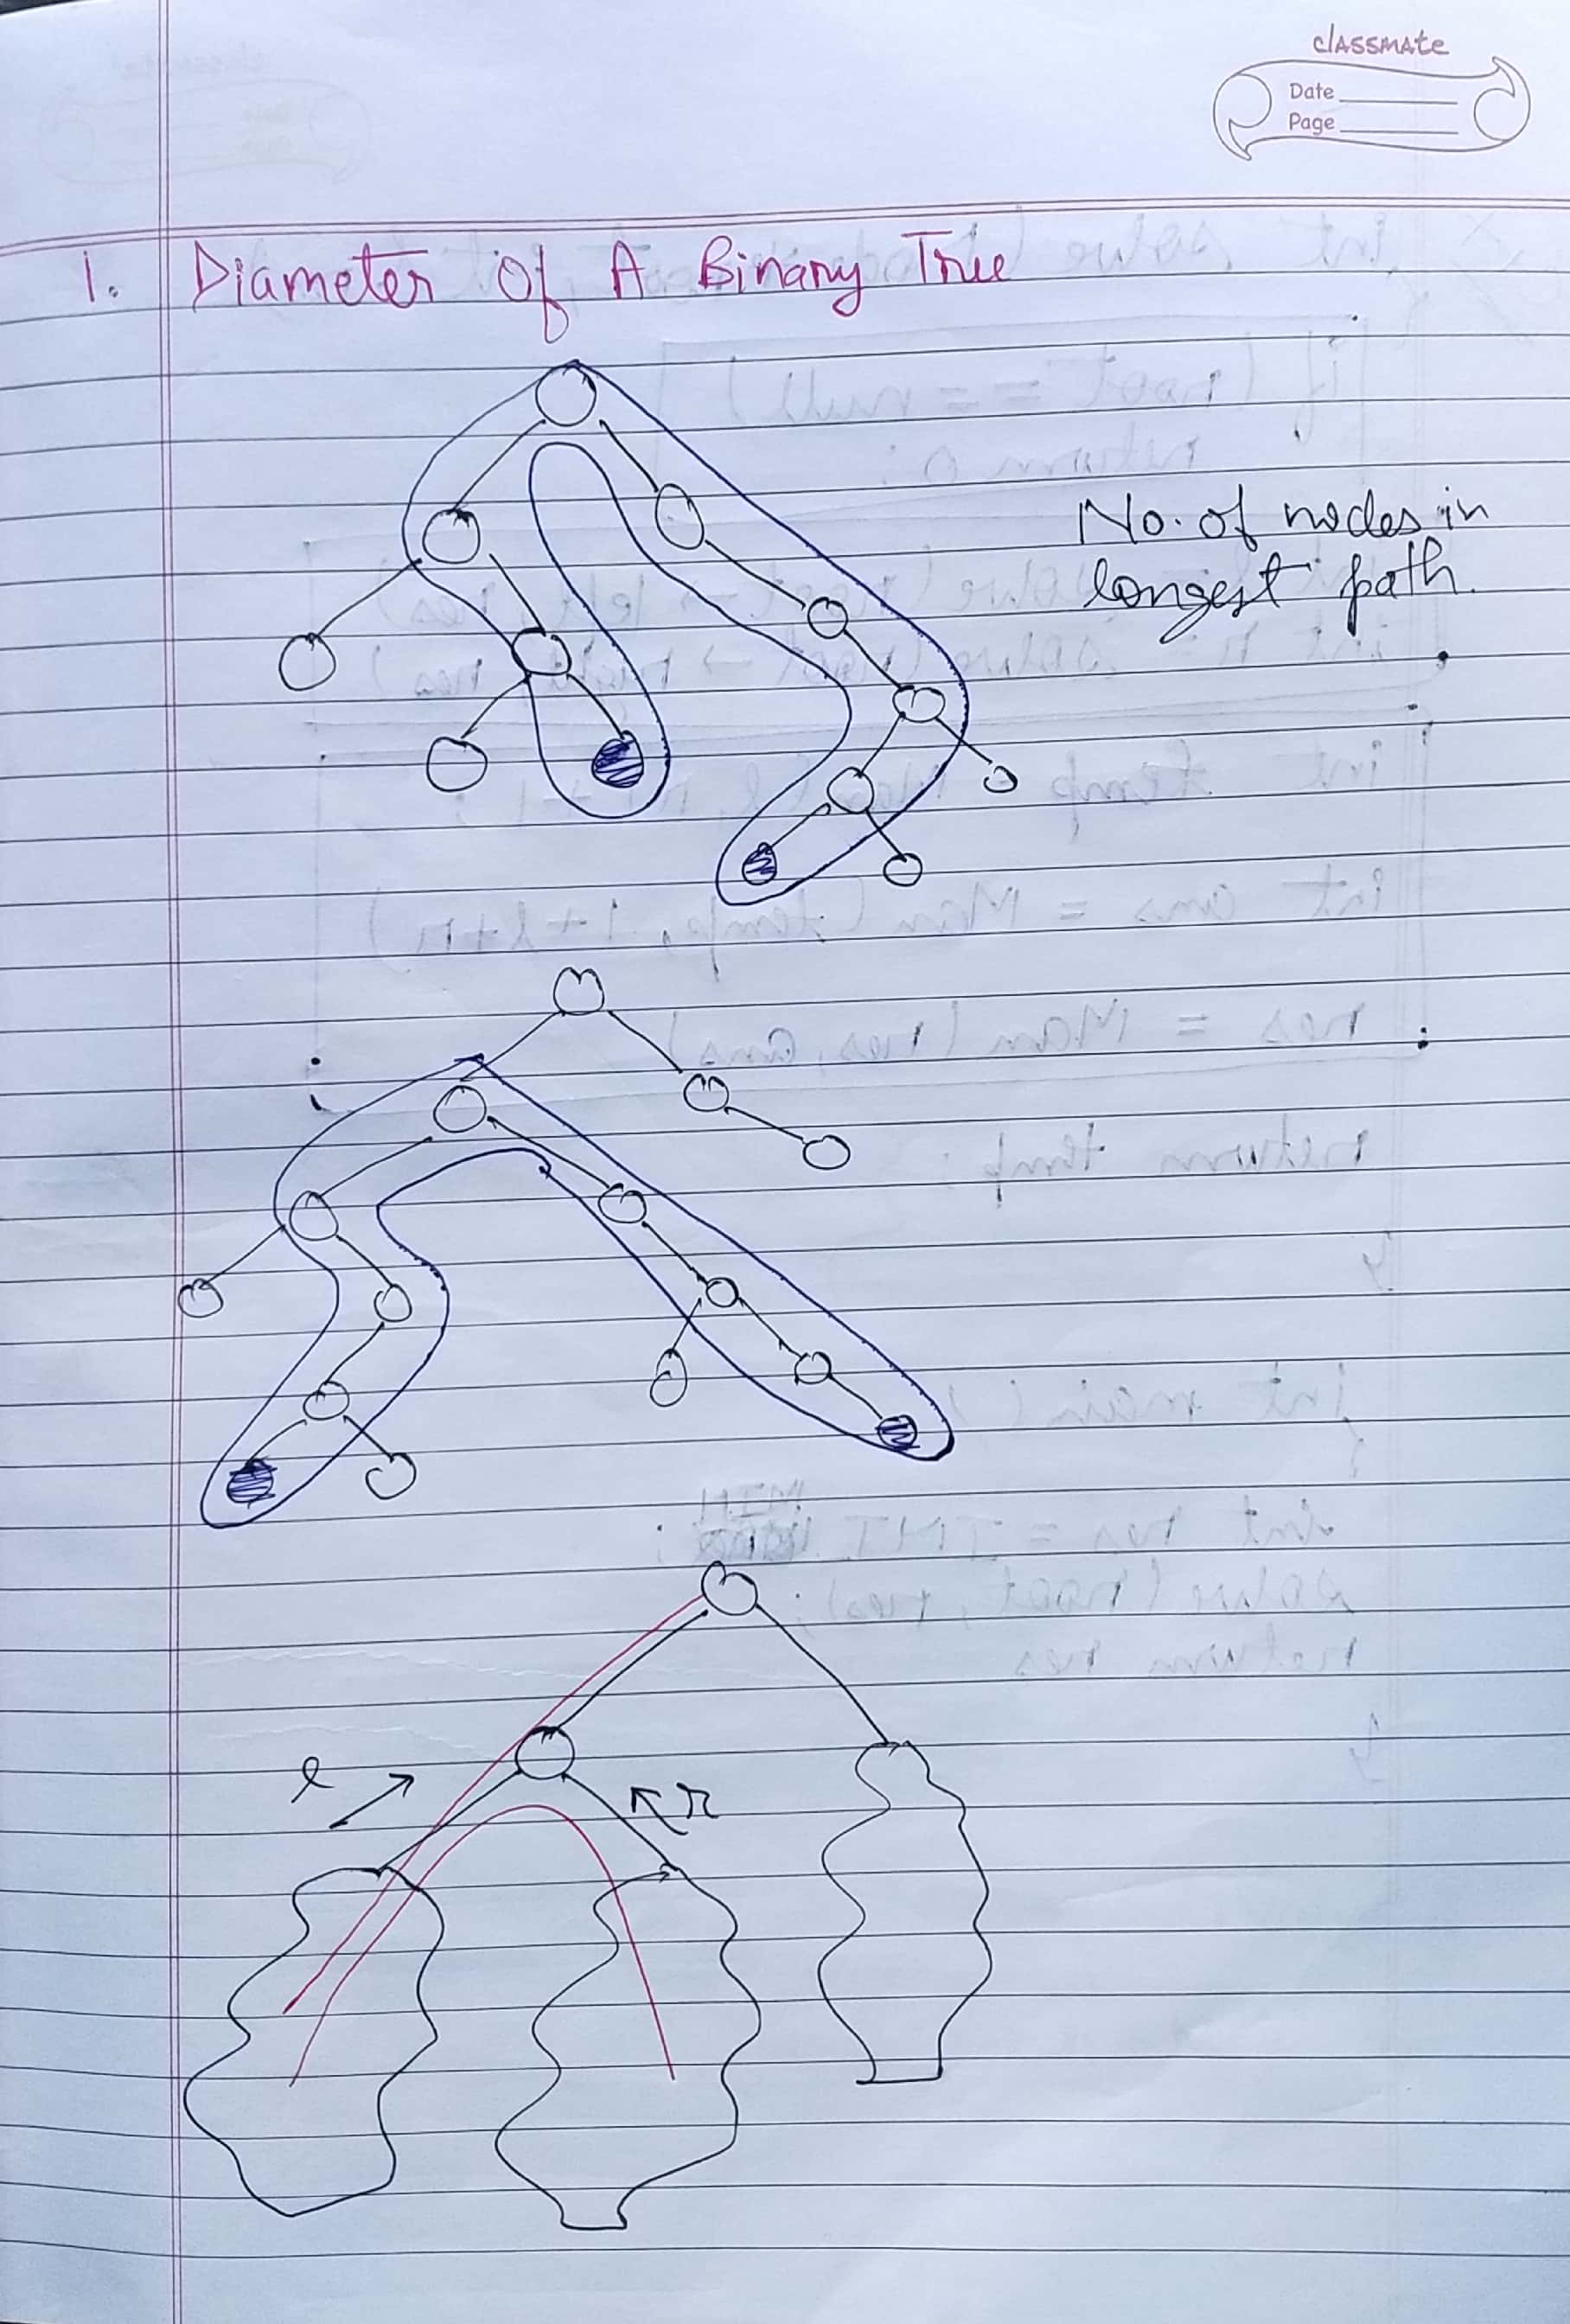 classmate
Date
Page
1. Diameter Of A Binary Tree
No. of nodes in
longest path.
l
r